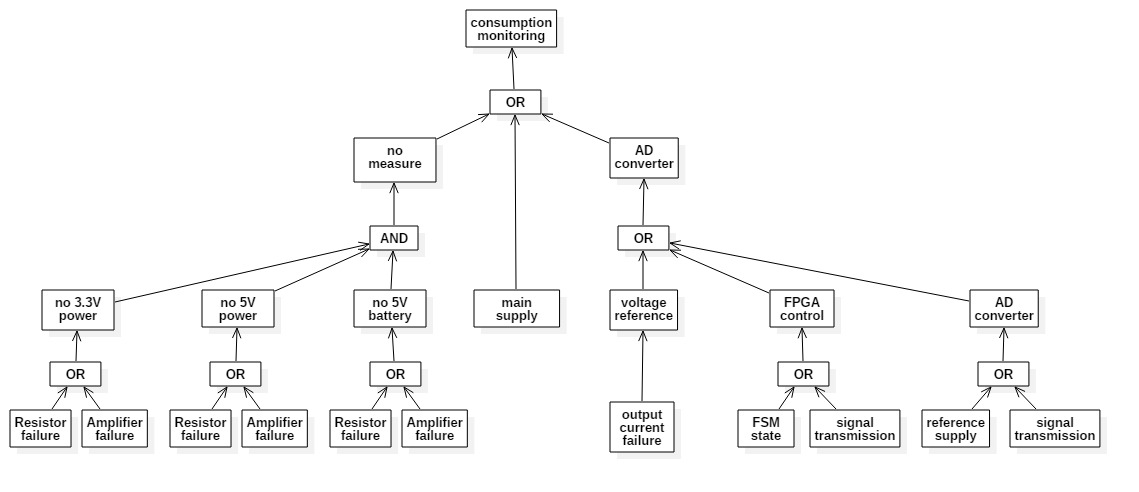 consumption
monitoring
OR
no
measure
AD
converter
AND
OR
no 3.3V
power
no 5V
power
no 5V
battery
main
supply
voltage
reference
FPGA
control
AD
converter
OR
OR
OR
OR
OR
Resistor
failure
Amplifier
failure
Resistor
failure
Amplifier
failure
Resistor
failure
Amplifier
failure
output
current
failure
FSM
state
signal
transmission
reference
supply
signal
transmission